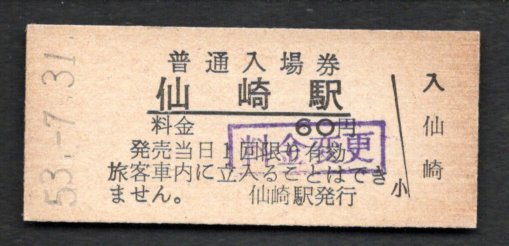 53.-7.31
普通入場券
仙崎駅
料金 60円
料金変更
発売当日1回限り有効
旅客車内に立入ることはでき
ません。 仙崎駅発行
小
入
仙
崎